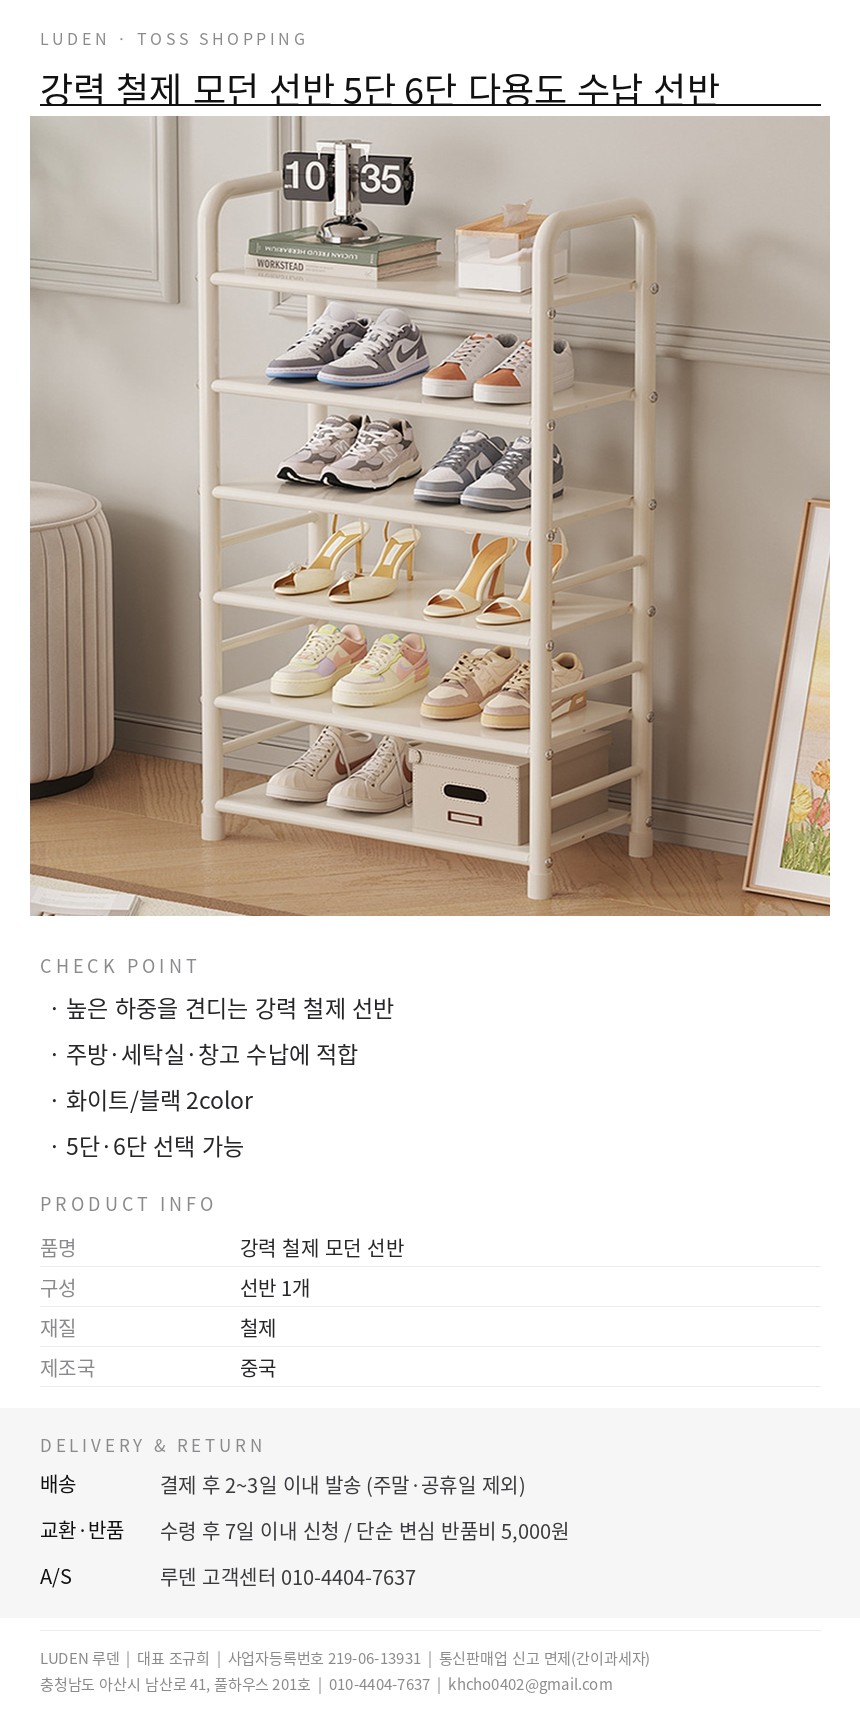 LUDEN · TOSS SHOPPING
강력 철제 모던 선반 5단 6단 다용도 수납 선반
10 35
LUCIAN FREUD HERBARIUM
WORKSTEAD
CHECK POINT
· 높은 하중을 견디는 강력 철제 선반
· 주방·세탁실·창고 수납에 적합
· 화이트/블랙 2color
· 5단·6단 선택 가능
PRODUCT INFO
품명 강력 철제 모던 선반
구성 선반 1개
재질 철제
제조국 중국
DELIVERY & RETURN
배송 결제 후 2~3일 이내 발송 (주말·공휴일 제외)
교환·반품 수령 후 7일 이내 신청 / 단순 변심 반품비 5,000원
A/S 루덴 고객센터 010-4404-7637
LUDEN 루덴 | 대표 조규희 | 사업자등록번호 219-06-13931 | 통신판매업 신고 면제(간이과세자)
충청남도 아산시 남산로 41, 풀하우스 201호 | 010-4404-7637 | khcho0402@gmail.com